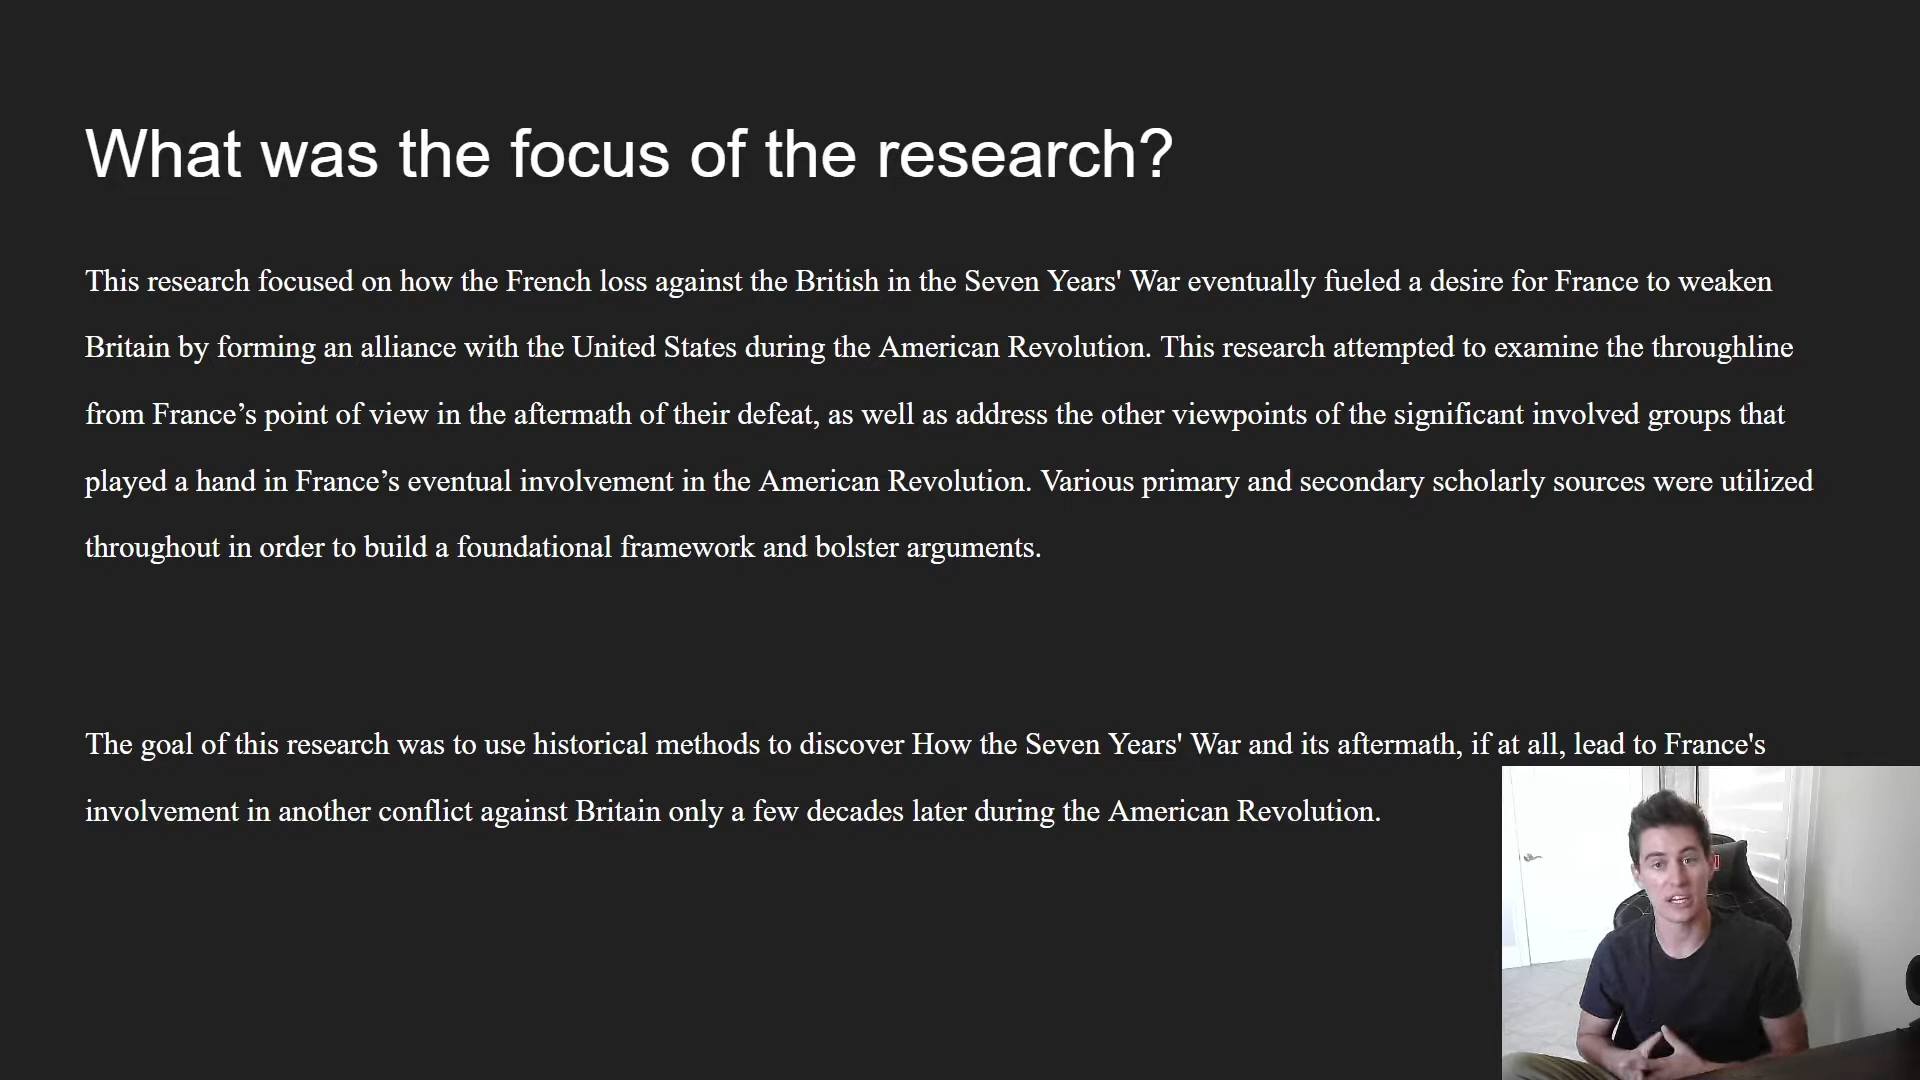 What was the focus of the research?
This research focused on how the French loss against the British in the Seven Years' War eventually fueled a desire for France to weaken
Britain by forming an alliance with the United States during the American Revolution. This research attempted to examine the throughline
from France’s point of view in the aftermath of their defeat, as well as address the other viewpoints of the significant involved groups that
played a hand in France’s eventual involvement in the American Revolution. Various primary and secondary scholarly sources were utilized
throughout in order to build a foundational framework and bolster arguments.
The goal of this research was to use historical methods to discover How the Seven Years' War and its aftermath, if at all, lead to France's
involvement in another conflict against Britain only a few decades later during the American Revolution.